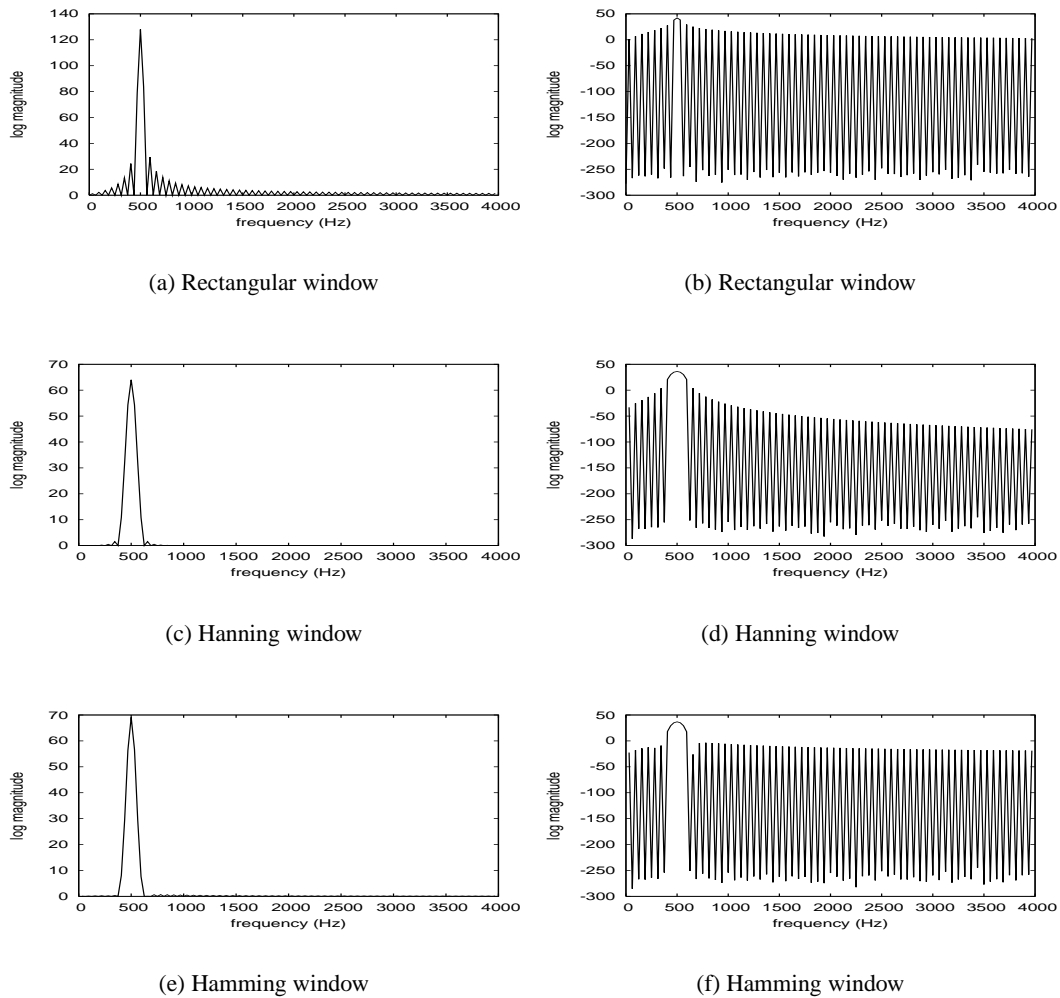 140
120
100
80
60
40
20
0
log magnitude
0 500 1000 1500 2000 2500 3000 3500 4000
frequency (Hz)
(a) Rectangular window
50
0
-50
-100
-150
-200
-250
-300
log magnitude
0 500 1000 1500 2000 2500 3000 3500 4000
frequency (Hz)
(b) Rectangular window
70
60
50
40
30
20
10
0
log magnitude
0 500 1000 1500 2000 2500 3000 3500 4000
frequency (Hz)
(c) Hanning window
50
0
-50
-100
-150
-200
-250
-300
log magnitude
0 500 1000 1500 2000 2500 3000 3500 4000
frequency (Hz)
(d) Hanning window
70
60
50
40
30
20
10
0
log magnitude
0 500 1000 1500 2000 2500 3000 3500 4000
frequency (Hz)
(e) Hamming window
50
0
-50
-100
-150
-200
-250
-300
log magnitude
0 500 1000 1500 2000 2500 3000 3500 4000
frequency (Hz)
(f) Hamming window